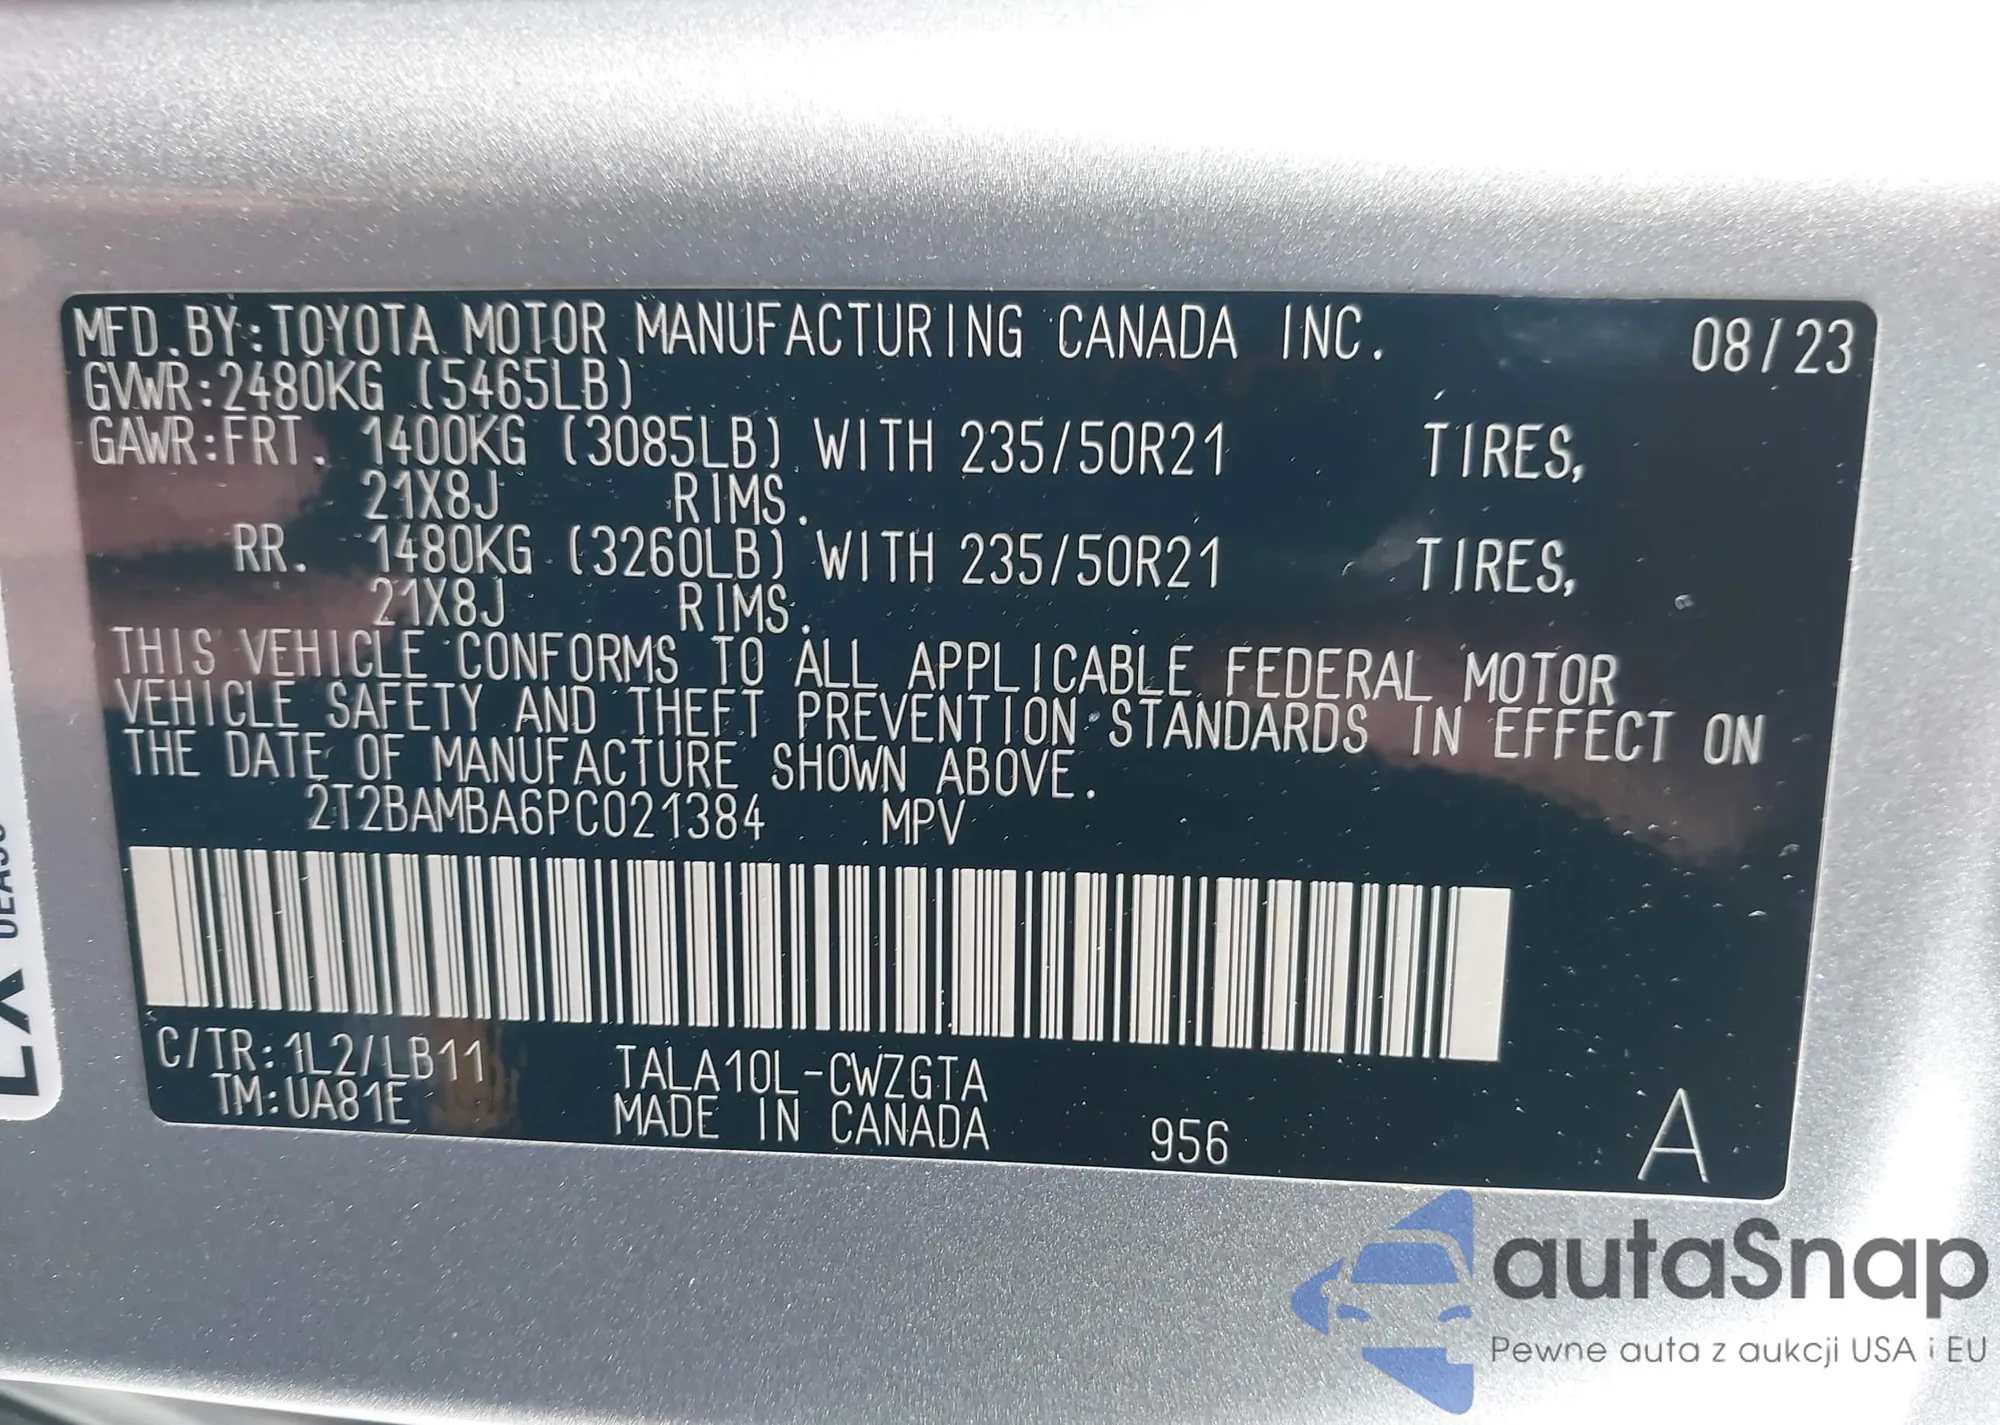 MFD.BY:TOYOTA MOTOR MANUFACTURING CANADA INC. 08/23
GVWR:2480KG (5465LB)
GAWR:FRT. 1400KG (3085LB) WITH 235/50R21 TIRES,
21X8J RIMS.
RR. 1480KG (3260LB) WITH 235/50R21 TIRES,
21X8J RIMS.
THIS VEHICLE CONFORMS TO ALL APPLICABLE FEDERAL MOTOR
VEHICLE SAFETY AND THEFT PREVENTION STANDARDS IN EFFECT ON
THE DATE OF MANUFACTURE SHOWN ABOVE.
2T2BAMBA6PC021384 MPV
C/TR:1L2/LB11 TALA10L-CWZGTA
TM:UA81E MADE IN CANADA 956 A
autaSnap
Pewne auta z aukcji USA i EU